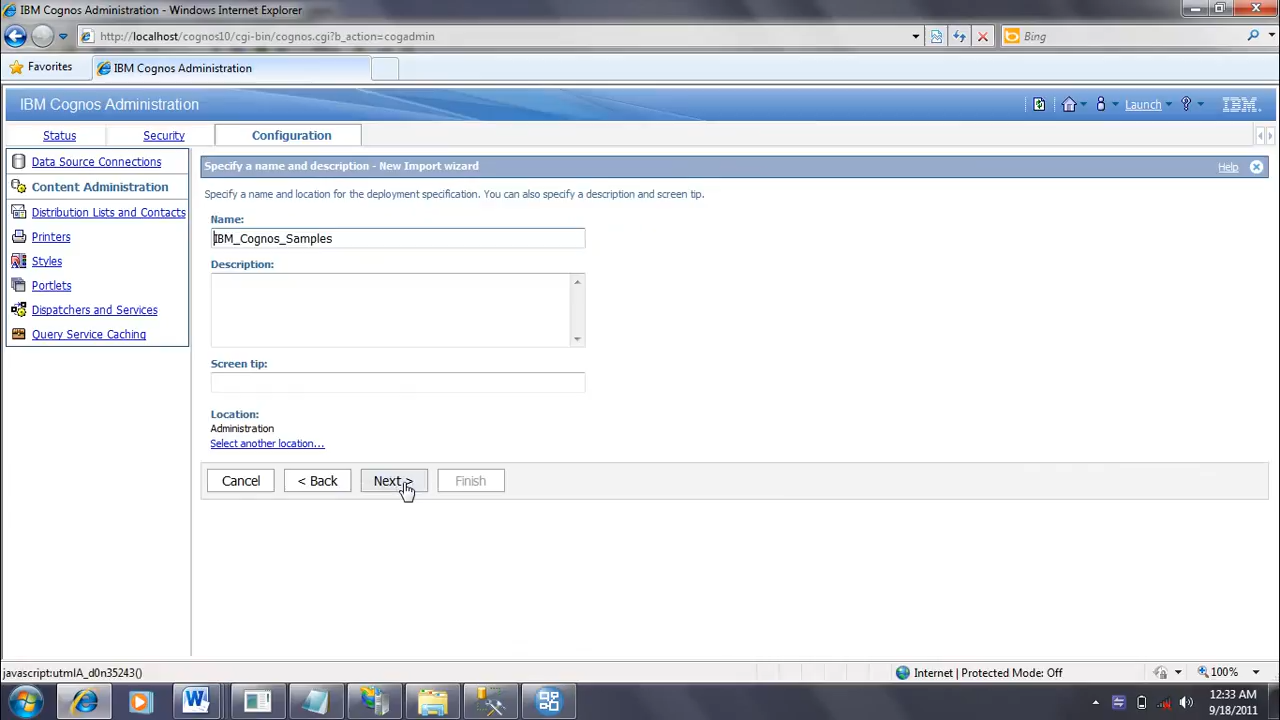 IBM Cognos Administration - Windows Internet Explorer
http://localhost/cognos10/cgi-bin/cognos.cgi?b_action=cogadmin
Bing
Favorites
IBM Cognos Administration
IBM Cognos Administration
Launch
?
IBM.
Status
Security
Configuration
Data Source Connections
Content Administration
Distribution Lists and Contacts
Printers
Styles
Portlets
Dispatchers and Services
Query Service Caching
Specify a name and description - New Import wizard
Help
Specify a name and location for the deployment specification. You can also specify a description and screen tip.
Name:
IBM_Cognos_Samples
Description:
Screen tip:
Location:
Administration
Select another location...
Cancel
< Back
Next >
Finish
javascript:utmIA_d0n35243()
Internet | Protected Mode: Off
100%
12:33 AM
9/18/2011